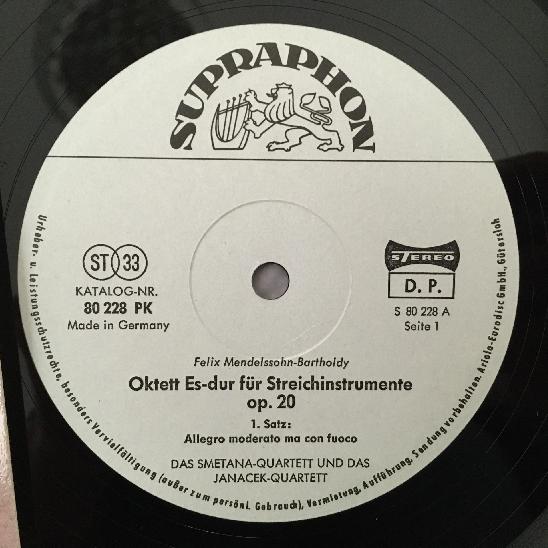 SUPRAPHON
ST 33
KATALOG-NR.
80 228 PK
Made in Germany
STEREO
D. P.
S 80 228 A
Seite 1
Felix Mendelssohn-Bartholdy
Oktett Es-dur für Streichinstrumente
op. 20
1. Satz:
Allegro moderato ma con fuoco
DAS SMETANA-QUARTETT UND DAS
JANACEK-QUARTETT
Urheber- u. Leistungsschutzrechte, besonders Vervielfältigung (außer zum persönl. Gebrauch), Vermietung, Aufführung, Sendung vorbehalten. Ariola-Eurodisc GmbH., Gütersloh